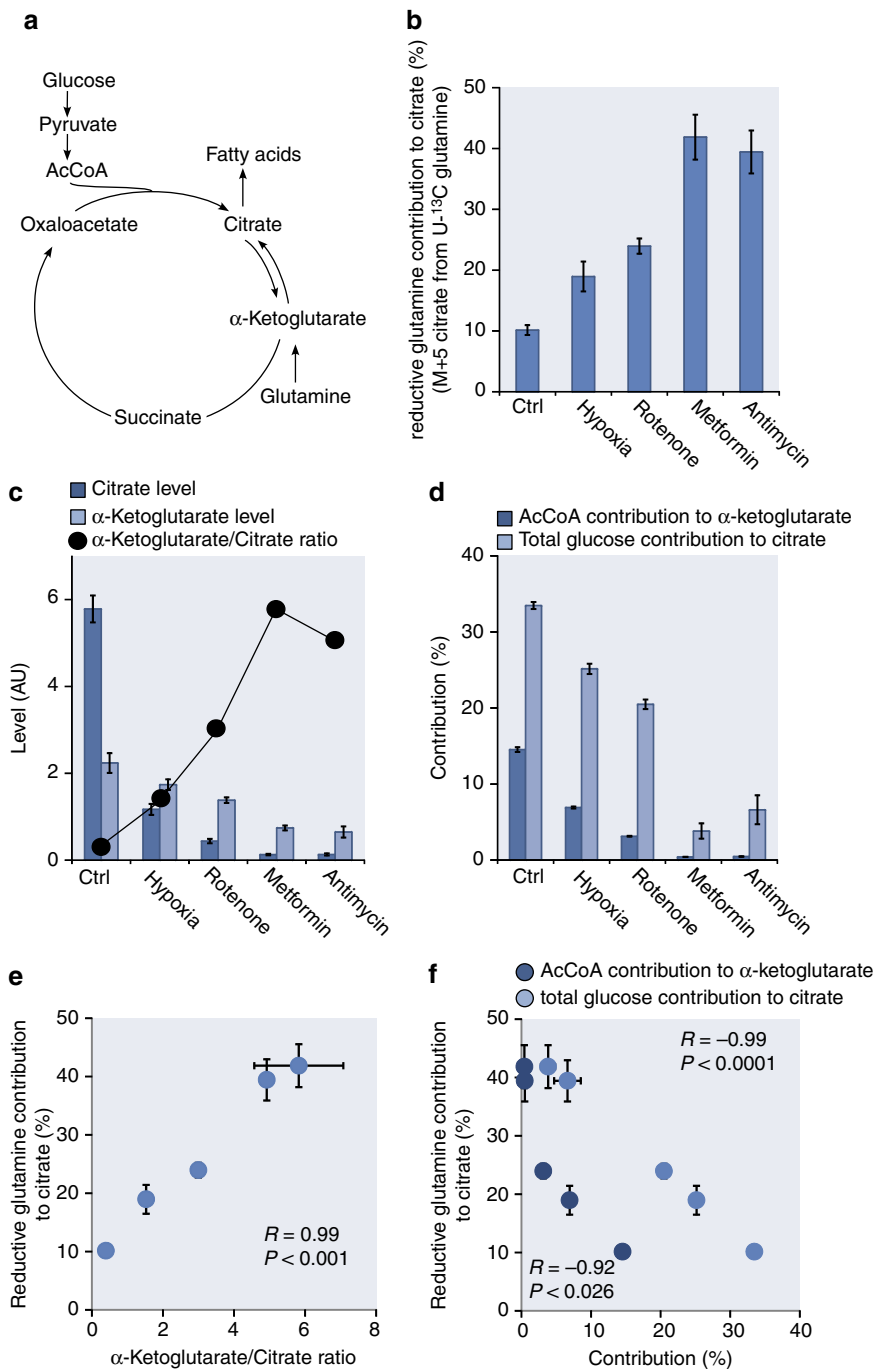 a
Glucose
Pyruvate
AcCoA
Fatty acids
Oxaloacetate
Citrate
α-Ketoglutarate
Glutamine
Succinate
b
reductive glutamine contribution to citrate (%)
(M+5 citrate from U-¹³C glutamine)
50
40
30
20
10
0
Ctrl
Hypoxia
Rotenone
Metformin
Antimycin
c
Citrate level
α-Ketoglutarate level
α-Ketoglutarate/Citrate ratio
Level (AU)
6
4
2
0
Ctrl
Hypoxia
Rotenone
Metformin
Antimycin
d
AcCoA contribution to α-ketoglutarate
Total glucose contribution to citrate
Contribution (%)
40
30
20
10
0
Ctrl
Hypoxia
Rotenone
Metformin
Antimycin
e
Reductive glutamine contribution
to citrate (%)
50
40
30
20
10
0
R = 0.99
P < 0.001
0 2 4 6 8
α-Ketoglutarate/Citrate ratio
f
AcCoA contribution to α-ketoglutarate
total glucose contribution to citrate
Reductive glutamine contribution
to citrate (%)
50
40
30
20
10
0
R = –0.99
P < 0.0001
R = –0.92
P < 0.026
0 10 20 30 40
Contribution (%)